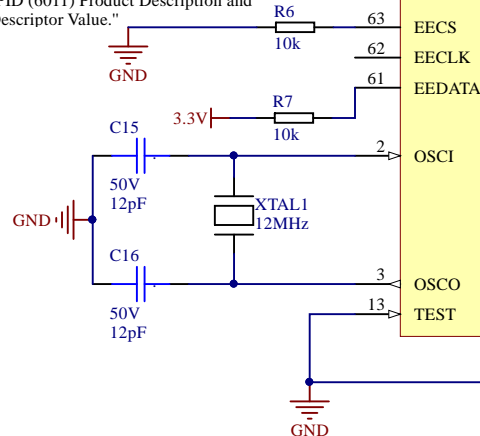 (6011) Product Description and
Descriptor Value."
R6
10k
63
EECS
GND
62
EECLK
61
EEDATA
3.3V
R7
10k
C15
2
OSCI
50V
12pF
GND
XTAL1
12MHz
C16
3
OSCO
50V
12pF
13
TEST
GND